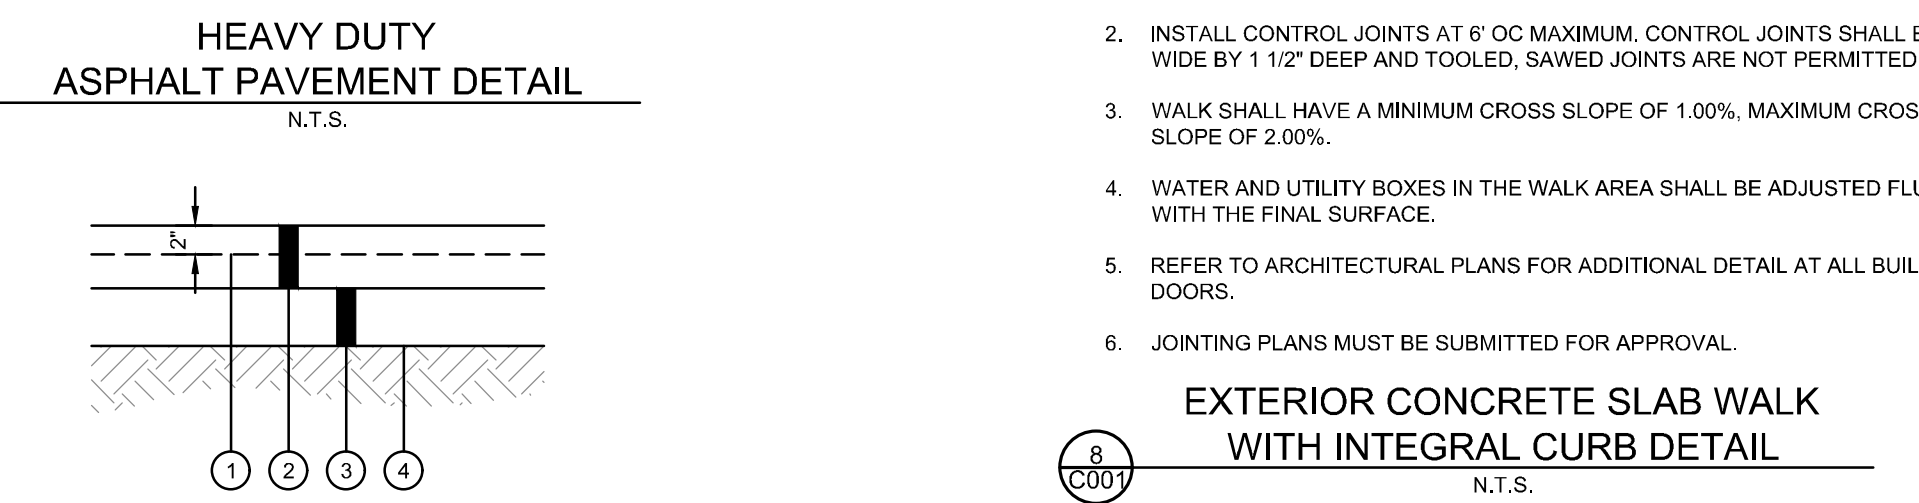 HEAVY DUTY
ASPHALT PAVEMENT DETAIL
N.T.S.
2"
1 2 3 4
2. INSTALL CONTROL JOINTS AT 6' OC MAXIMUM. CONTROL JOINTS SHALL
WIDE BY 1 1/2" DEEP AND TOOLED, SAWED JOINTS ARE NOT PERMITTED
3. WALK SHALL HAVE A MINIMUM CROSS SLOPE OF 1.00%, MAXIMUM
SLOPE OF 2.00%.
4. WATER AND UTILITY BOXES IN THE WALK AREA SHALL BE ADJUSTED
WITH THE FINAL SURFACE.
5. REFER TO ARCHITECTURAL PLANS FOR ADDITIONAL DETAIL AT ALL
DOORS.
6. JOINTING PLANS MUST BE SUBMITTED FOR APPROVAL.
EXTERIOR CONCRETE SLAB WALK
WITH INTEGRAL CURB DETAIL
8
C001
N.T.S.